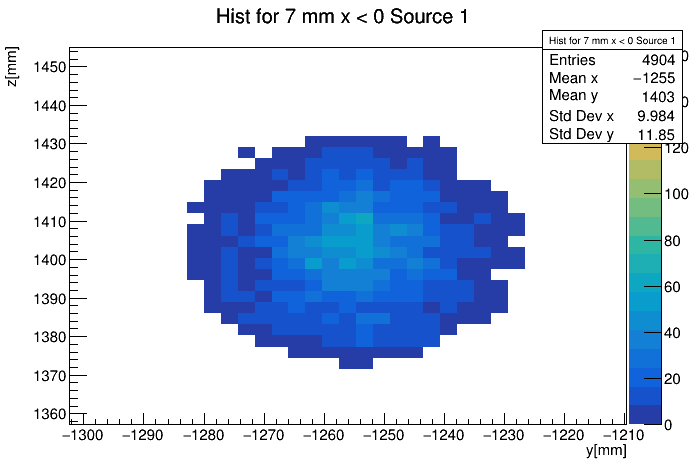 Hist for 7 mm x < 0 Source 1
Hist for 7 mm x < 0 Source 1
Entries 4904
Mean x −1255
Mean y 1403
Std Dev x 9.984
Std Dev y 11.85
z[mm]
1450
1440
1430
1420
1410
1400
1390
1380
1370
1360
120
100
80
60
40
20
0
−1300 −1290 −1280 −1270 −1260 −1250 −1240 −1230 −1220 −1210
y[mm]